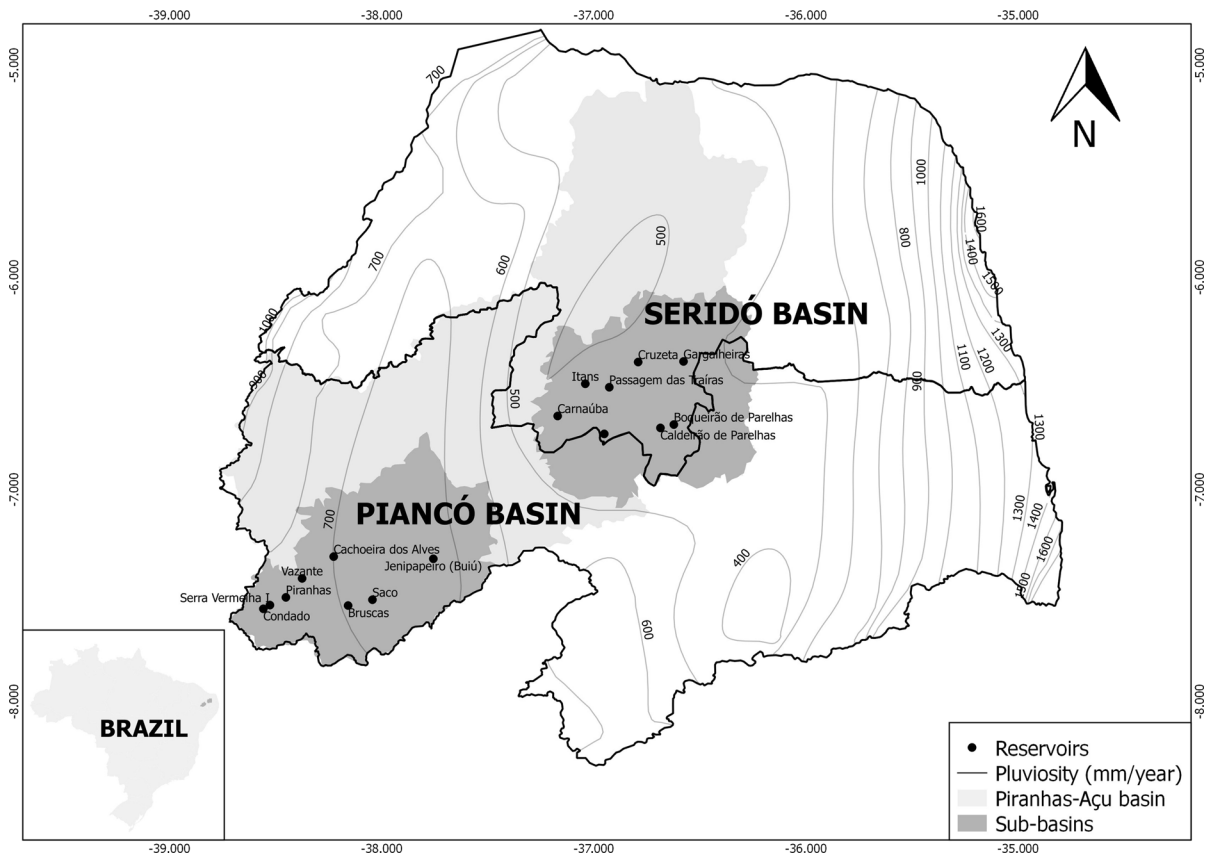 -39.000 -38.000 -37.000 -36.000 -35.000
-5.000
-5.000
700
1000
1600
500
600
700
800
1400
1500
-6.000
-6.000
1000
SERIDÓ BASIN
1300
1200
1100
Cruzeta
Gargalheiras
900
900
Itans
Passagem das Traíras
500
Carnaúba
Boqueirão de Parelhas
Caldeirão de Parelhas
1300
-7.000
-7.000
PIANCÓ BASIN
700
1300
1400
Cachoeira dos Alves
Jenipapeiro (Buiú)
400
1600
Vazante
1500
Serra Vermelha I
Piranhas
Saco
Condado
Bruscas
600
-8.000
-8.000
BRAZIL
N
Reservoirs
Pluviosity (mm/year)
Piranhas-Açu basin
Sub-basins
-39.000 -38.000 -37.000 -36.000 -35.000